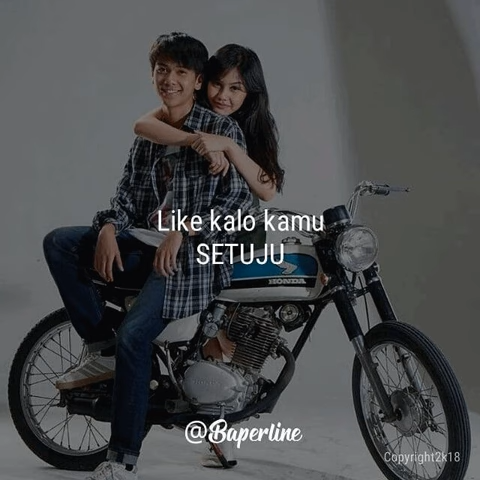 Like kalo kamu
SETUJU
HONDA
@Baperline
Copyright2k18